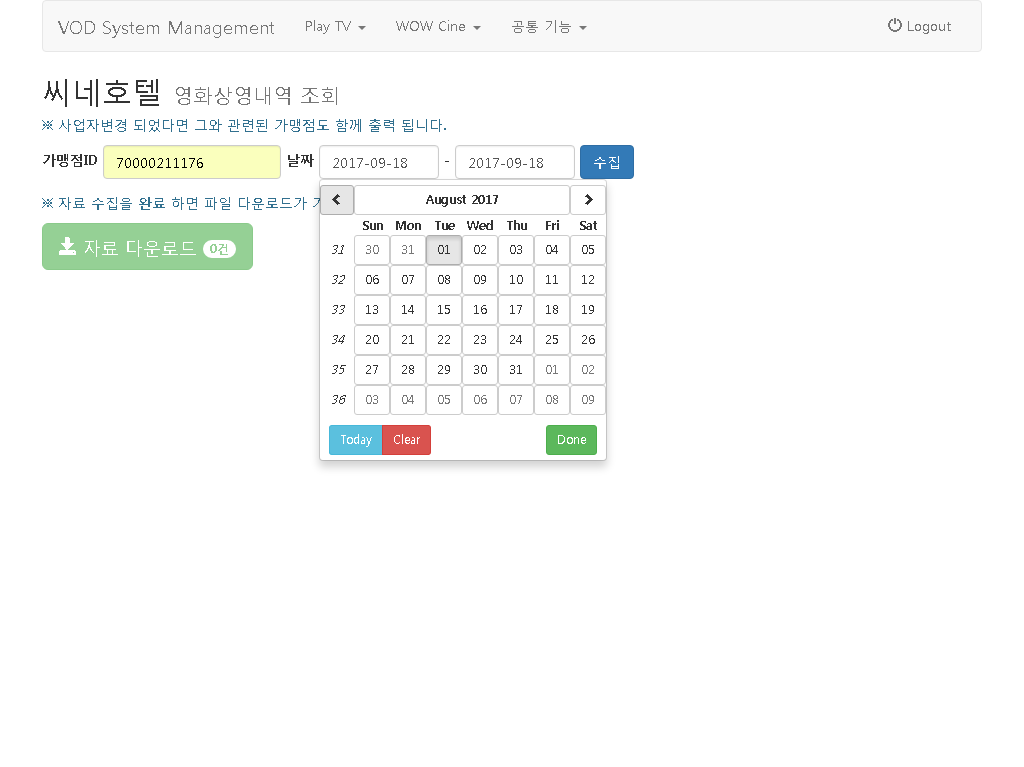 VOD System Management Play TV WOW Cine 공통 기능 Logout
씨네호텔 영화상영내역 조회
※ 사업자변경 되었다면 그와 관련된 가맹점도 함께 출력 됩니다.
가맹점ID 70000211176 날짜 2017-09-18 - 2017-09-18 수집
※ 자료 수집을 완료 하면 파일 다운로드가
자료 다운로드 0건
August 2017
Sun Mon Tue Wed Thu Fri Sat
31 30 31 01 02 03 04 05
32 06 07 08 09 10 11 12
33 13 14 15 16 17 18 19
34 20 21 22 23 24 25 26
35 27 28 29 30 31 01 02
36 03 04 05 06 07 08 09
Today Clear Done